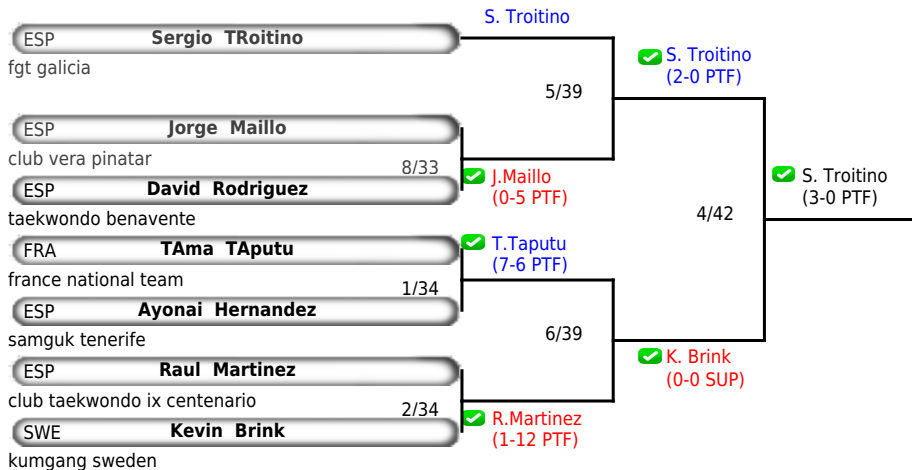 S. Troitino
ESP Sergio TRoitino
fgt galicia
S. Troitino
(2-0 PTF)
5/39
ESP Jorge Maillo
club vera pinatar
8/33
J.Maillo
(0-5 PTF)
ESP David Rodriguez
taekwondo benavente
S. Troitino
(3-0 PTF)
4/42
FRA TAma TAputu
france national team
T.Taputu
(7-6 PTF)
1/34
ESP Ayonai Hernandez
samguk tenerife
6/39
K. Brink
(0-0 SUP)
ESP Raul Martinez
club taekwondo ix centenario
2/34
R.Martinez
(1-12 PTF)
SWE Kevin Brink
kumgang sweden